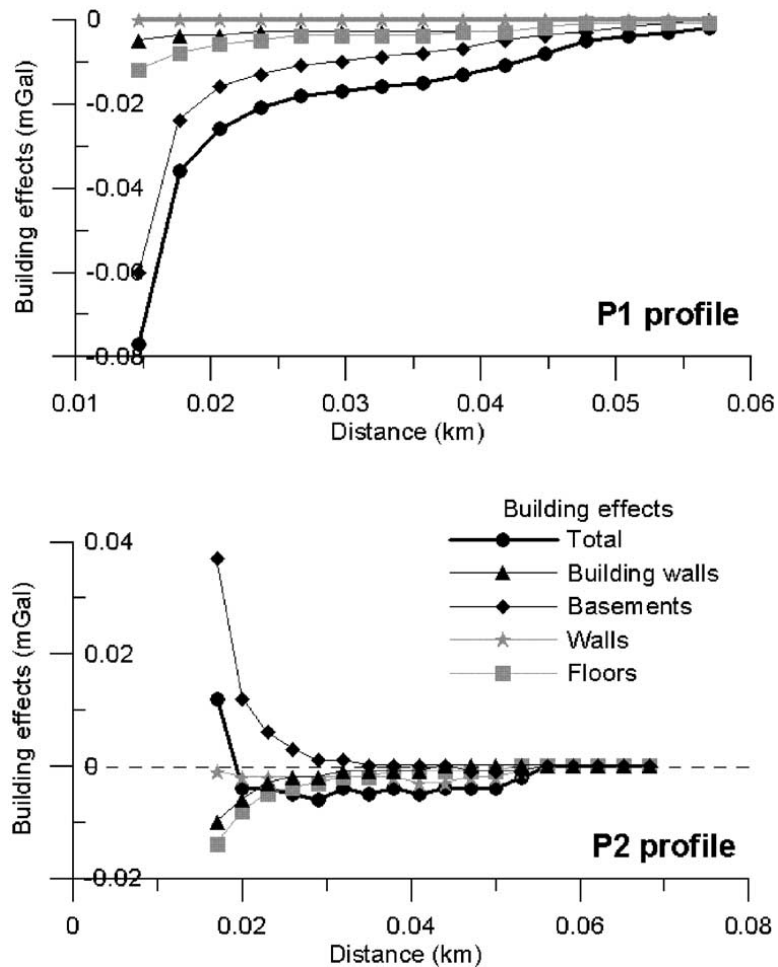 0
-0.02
-0.04
-0.06
-0.08
Building effects (mGal)
P1 profile
0.01 0.02 0.03 0.04 0.05 0.06
Distance (km)
Building effects
Total
Building walls
Basements
Walls
Floors
0.04
0.02
0
-0.02
Building effects (mGal)
P2 profile
0 0.02 0.04 0.06 0.08
Distance (km)